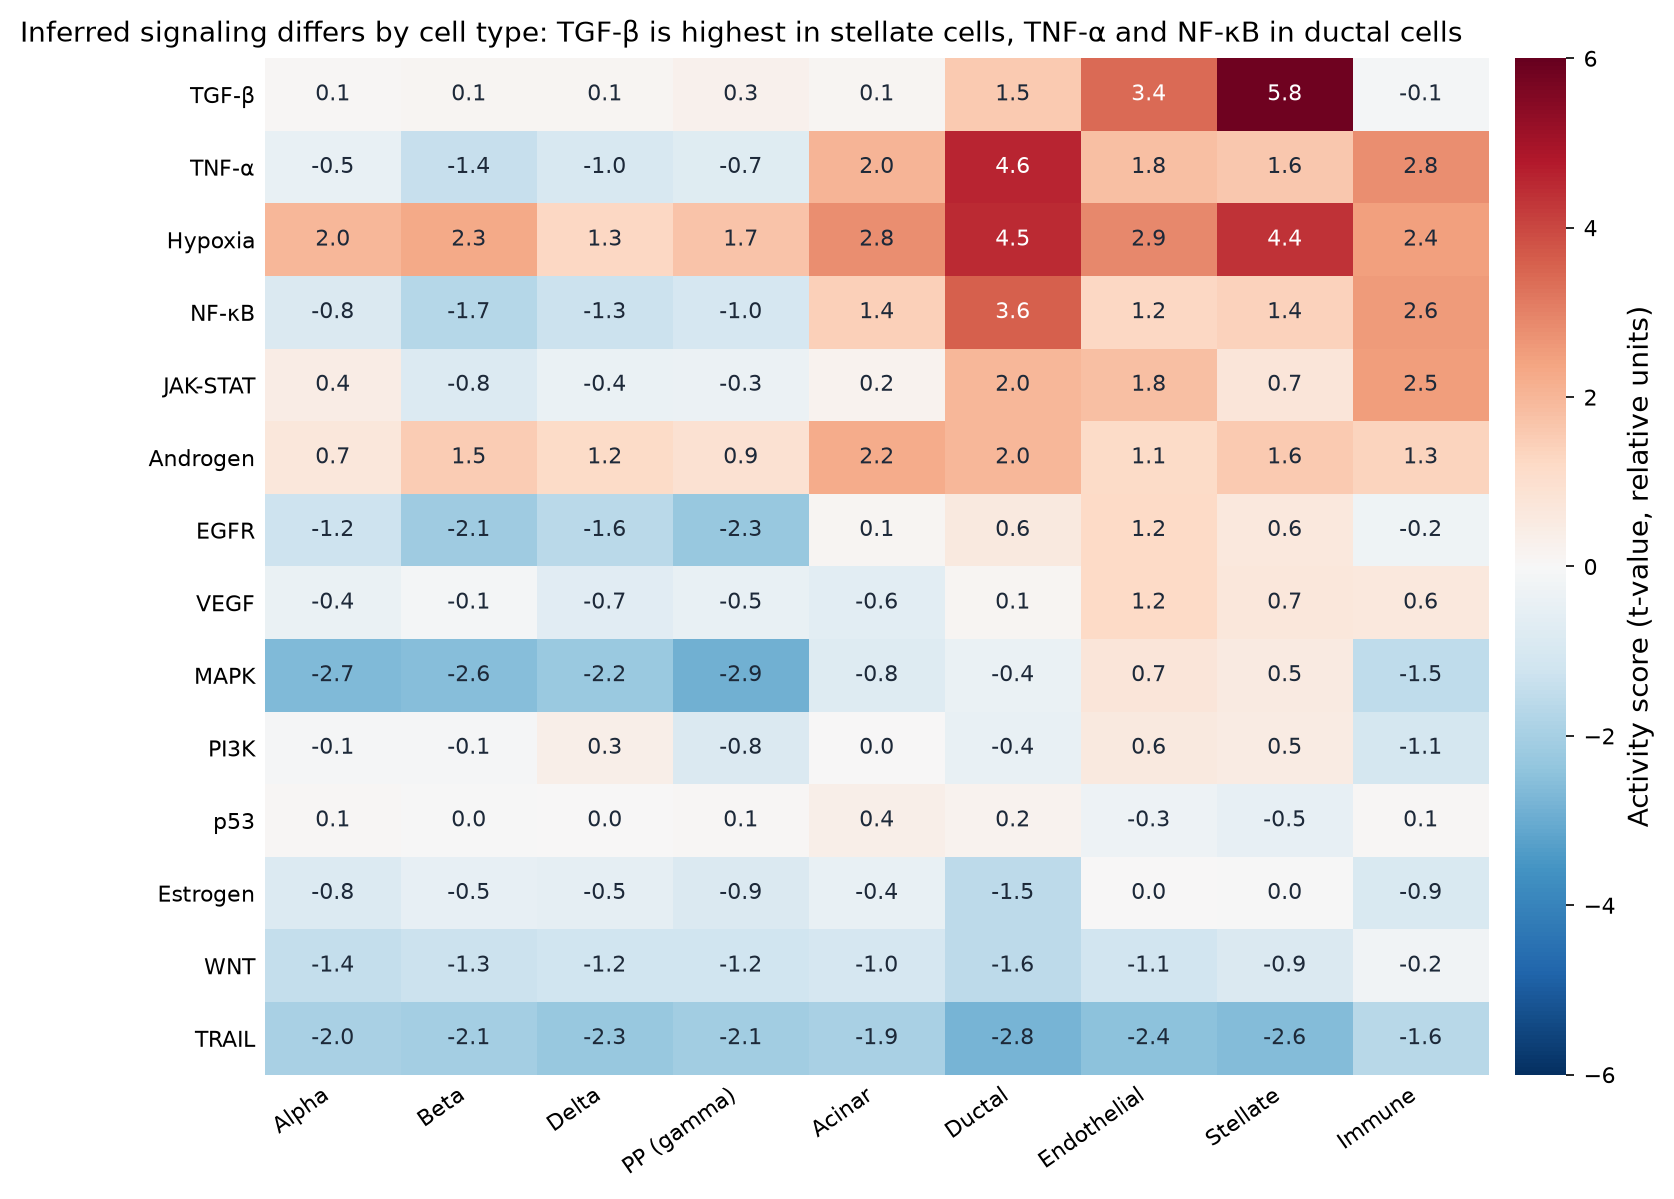 Inferred signaling differs by cell type: TGF-β is highest in stellate cells, TNF-α and NF-κB in ductal cells
TGF-β 0.1 0.1 0.1 0.3 0.1 1.5 3.4 5.8 -0.1
TNF-α -0.5 -1.4 -1.0 -0.7 2.0 4.6 1.8 1.6 2.8
Hypoxia 2.0 2.3 1.3 1.7 2.8 4.5 2.9 4.4 2.4
NF-κB -0.8 -1.7 -1.3 -1.0 1.4 3.6 1.2 1.4 2.6
JAK-STAT 0.4 -0.8 -0.4 -0.3 0.2 2.0 1.8 0.7 2.5
Androgen 0.7 1.5 1.2 0.9 2.2 2.0 1.1 1.6 1.3
EGFR -1.2 -2.1 -1.6 -2.3 0.1 0.6 1.2 0.6 -0.2
VEGF -0.4 -0.1 -0.7 -0.5 -0.6 0.1 1.2 0.7 0.6
MAPK -2.7 -2.6 -2.2 -2.9 -0.8 -0.4 0.7 0.5 -1.5
PI3K -0.1 -0.1 0.3 -0.8 0.0 -0.4 0.6 0.5 -1.1
p53 0.1 0.0 0.0 0.1 0.4 0.2 -0.3 -0.5 0.1
Estrogen -0.8 -0.5 -0.5 -0.9 -0.4 -1.5 0.0 0.0 -0.9
WNT -1.4 -1.3 -1.2 -1.2 -1.0 -1.6 -1.1 -0.9 -0.2
TRAIL -2.0 -2.1 -2.3 -2.1 -1.9 -2.8 -2.4 -2.6 -1.6
Alpha Beta Delta PP (gamma) Acinar Ductal Endothelial Stellate Immune
6
4
2
0
−2
−4
−6
Activity score (t-value, relative units)